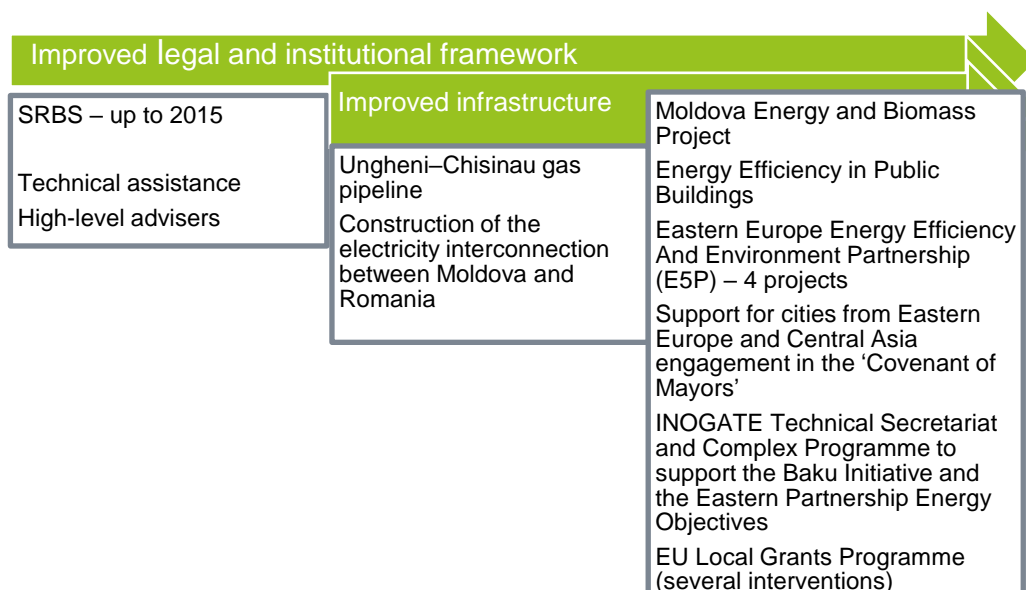 Improved legal and institutional framework
SRBS – up to 2015
Technical assistance
High-level advisers
Improved infrastructure
Ungheni–Chisinau gas
pipeline
Construction of the
electricity interconnection
between Moldova and
Romania
Moldova Energy and Biomass
Project
Energy Efficiency in Public
Buildings
Eastern Europe Energy Efficiency
And Environment Partnership
(E5P) – 4 projects
Support for cities from Eastern
Europe and Central Asia
engagement in the ‘Covenant of
Mayors’
INOGATE Technical Secretariat
and Complex Programme to
support the Baku Initiative and
the Eastern Partnership Energy
Objectives
EU Local Grants Programme
(several interventions)